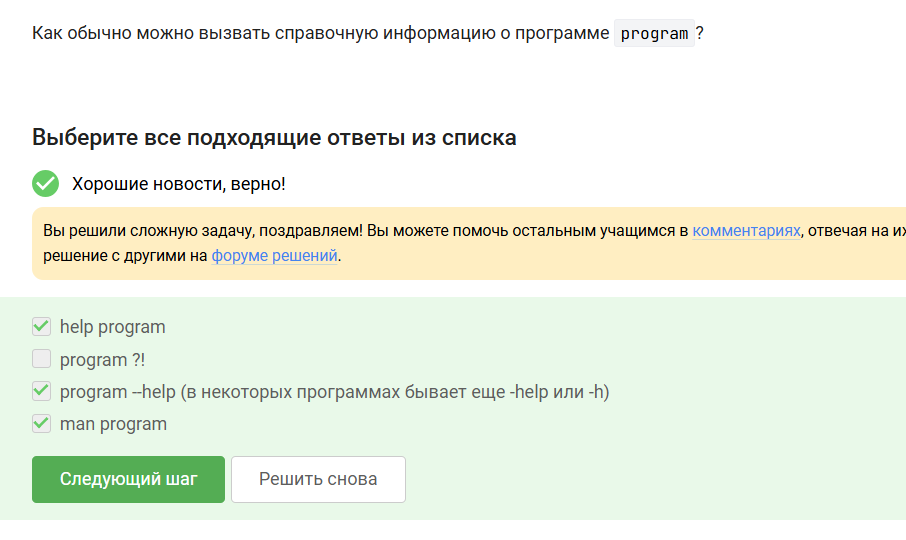 Как обычно можно вызвать справочную информацию о программе program?
Выберите все подходящие ответы из списка
Хорошие новости, верно!
Вы решили сложную задачу, поздравляем! Вы можете помочь остальным учащимся в комментариях, отвечая на их
решение с другими на форуме решений.
help program
program ?!
program --help (в некоторых программах бывает еще -help или -h)
man program
Следующий шаг
Решить снова